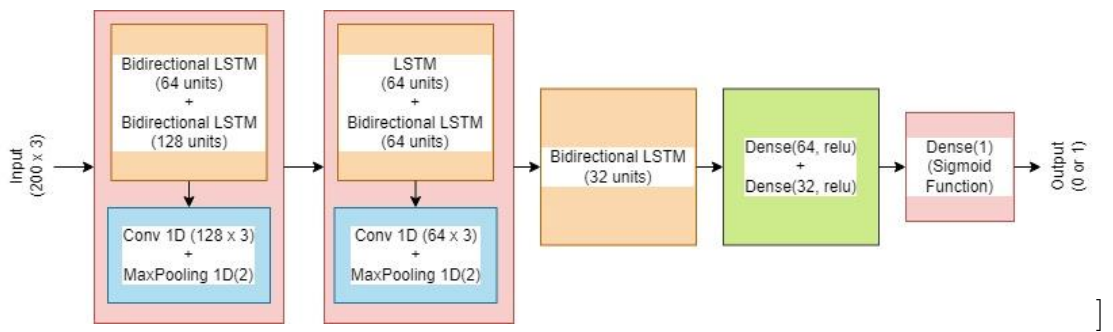 Input
(200 x 3)
Bidirectional LSTM
(64 units)
+
Bidirectional LSTM
(128 units)
Conv 1D (128 x 3)
+
MaxPooling 1D(2)
LSTM
(64 units)
+
Bidirectional LSTM
(64 units)
Conv 1D (64 x 3)
+
MaxPooling 1D(2)
Bidirectional LSTM
(32 units)
Dense(64, relu)
+
Dense(32, relu)
Dense(1)
(Sigmoid
Function)
Output
(0 or 1)
]